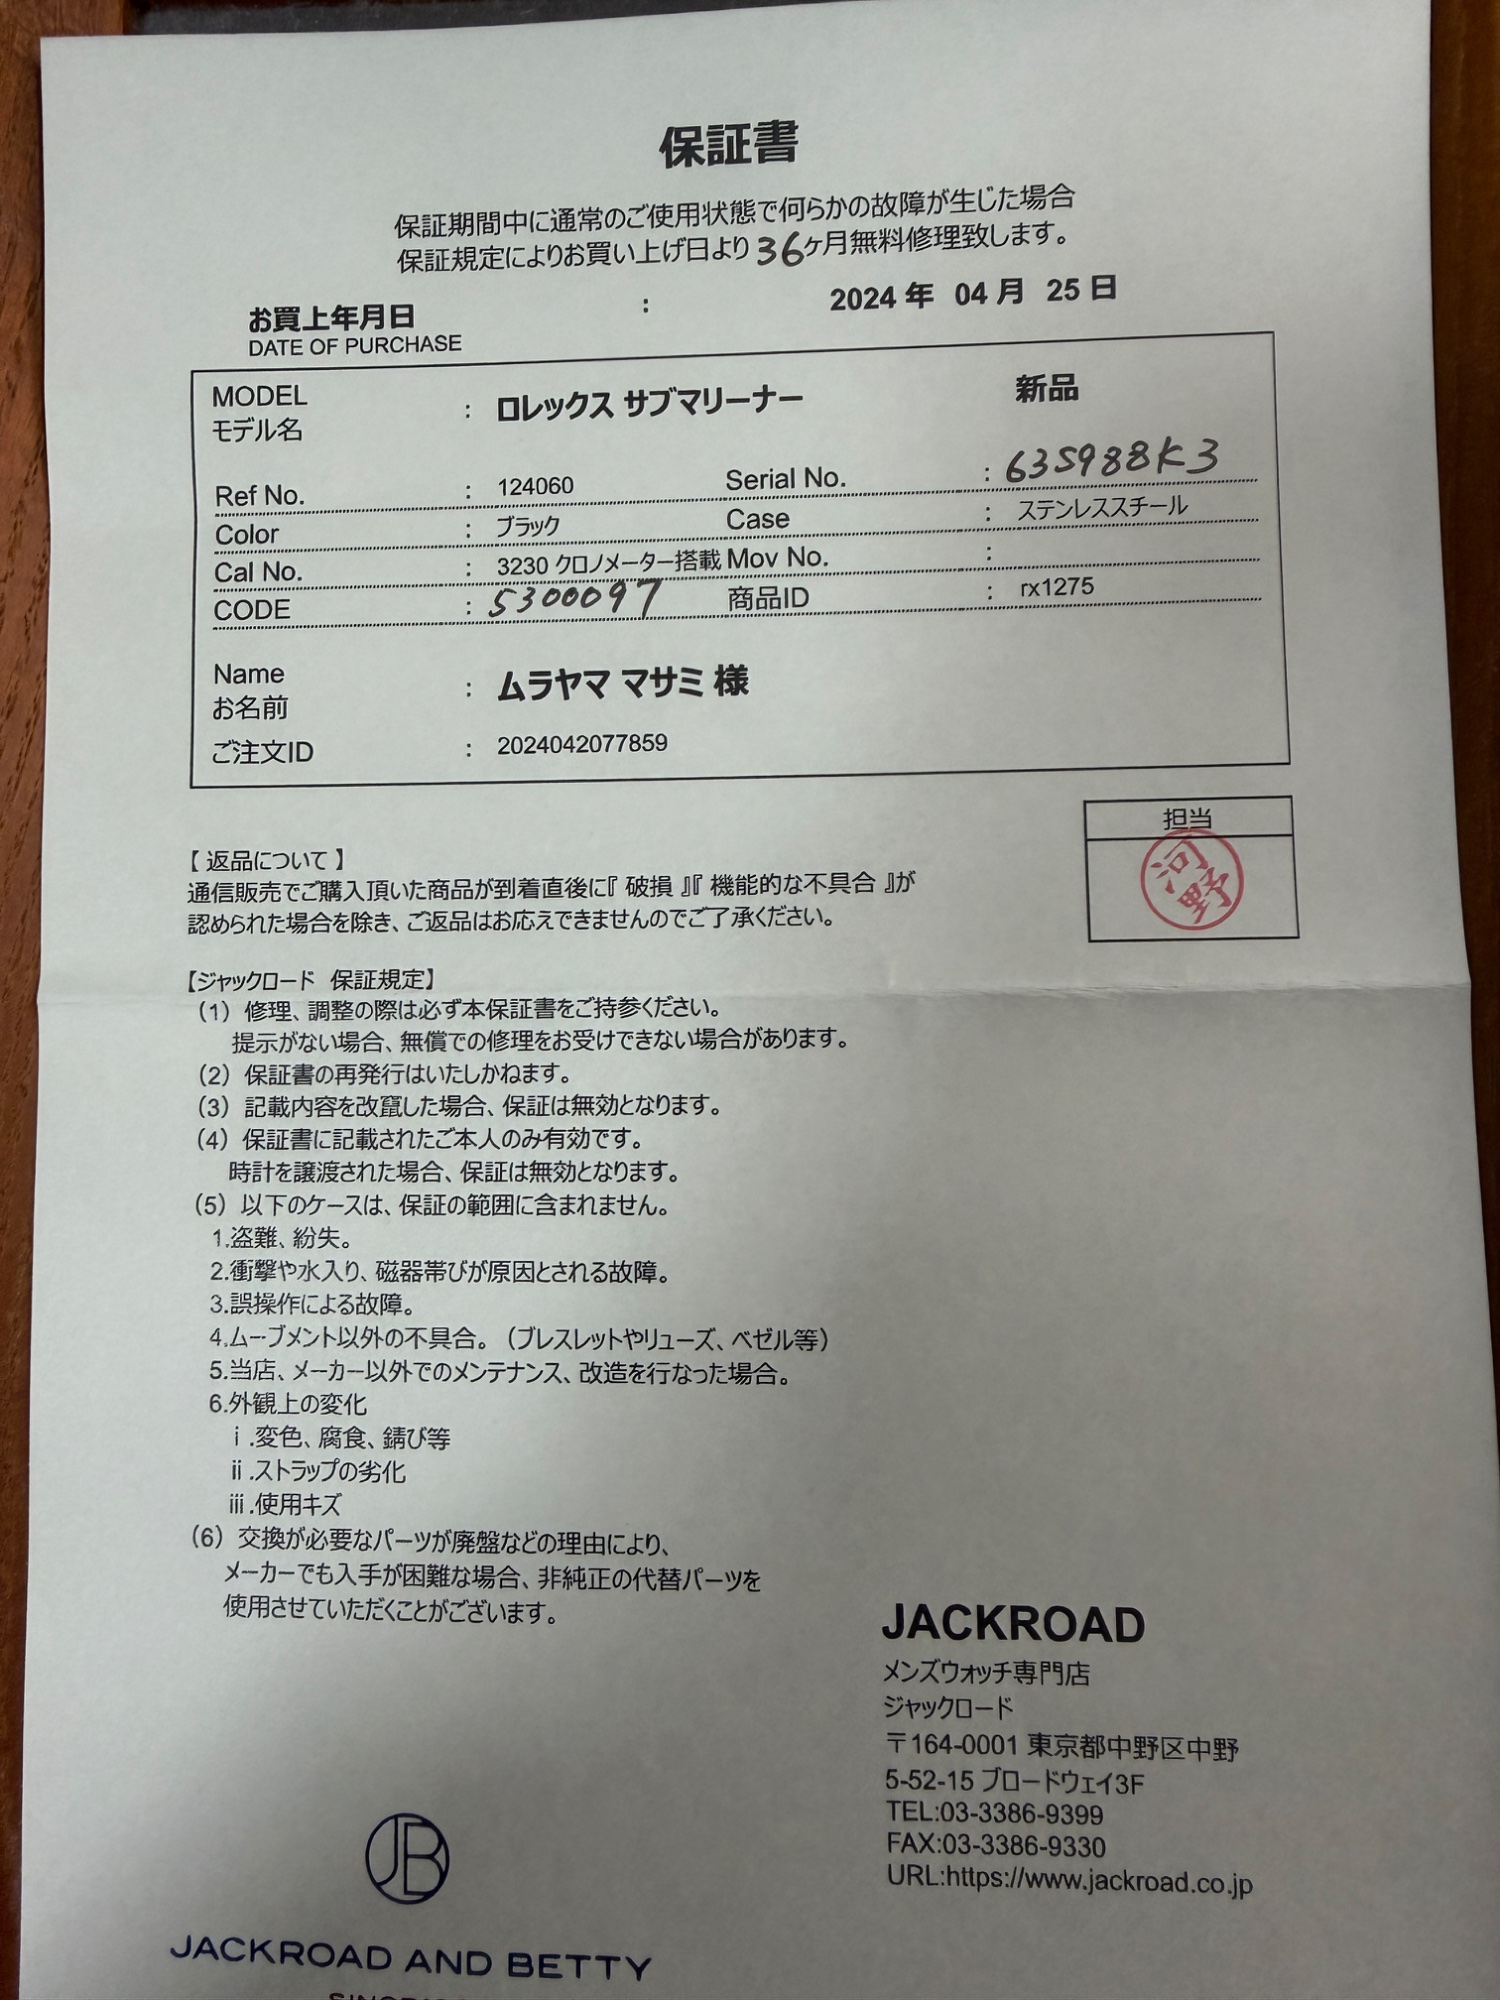 保証書
保証期間中に通常のご使用状態で何らかの故障が生じた場合
保証規定によりお買い上げ日より36ヶ月無料修理致します。
お買上年月日 : 2024 年 04 月 25 日
DATE OF PURCHASE
MODEL
モデル名 : ロレックス サブマリーナー 新品
Ref No. : 124060 Serial No. : 635988K3
Color : ブラック Case : ステンレススチール
Cal No. : 3230 クロノメーター搭載 Mov No. :
CODE : 5300097 商品ID : rx1275
Name
お名前 : ムラヤマ マサミ 様
ご注文ID : 2024042077859
担当
河野
【 返品について 】
通信販売でご購入頂いた商品が到着直後に『 破損 』『 機能的な不具合 』が
認められた場合を除き、ご返品はお応えできませんのでご了承ください。
【ジャックロード 保証規定】
(1) 修理、調整の際は必ず本保証書をご持参ください。
提示がない場合、無償での修理をお受けできない場合があります。
(2) 保証書の再発行はいたしかねます。
(3) 記載内容を改竄した場合、保証は無効となります。
(4) 保証書に記載されたご本人のみ有効です。
時計を譲渡された場合、保証は無効となります。
(5) 以下のケースは、保証の範囲に含まれません。
1.盗難、紛失。
2.衝撃や水入り、磁器帯びが原因とされる故障。
3.誤操作による故障。
4.ムーブメント以外の不具合。(ブレスレットやリューズ、ベゼル等)
5.当店、メーカー以外でのメンテナンス、改造を行なった場合。
6.外観上の変化
ⅰ.変色、腐食、錆び等
ⅱ.ストラップの劣化
ⅲ.使用キズ
(6) 交換が必要なパーツが廃盤などの理由により、
メーカーでも入手が困難な場合、非純正の代替パーツを
使用させていただくことがございます。
JACKROAD
メンズウォッチ専門店
ジャックロード
〒164-0001 東京都中野区中野
5-52-15 ブロードウェイ3F
TEL:03-3386-9399
FAX:03-3386-9330
URL:https://www.jackroad.co.jp
JB
JACKROAD AND BETTY